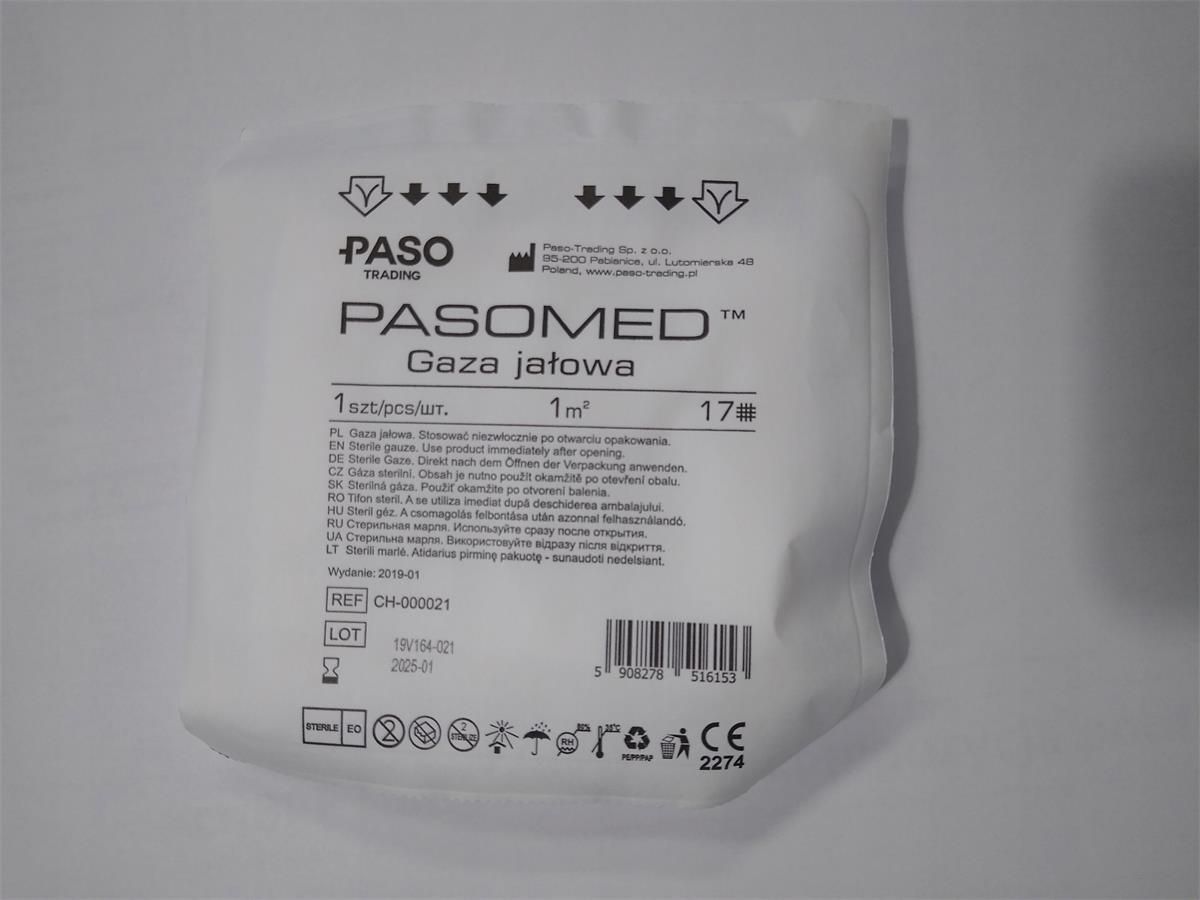 PASO
TRADING
Paso-Trading Sp. z o.o.
95-200 Pabianice, ul. Lutomierska 48
Poland, www.paso-trading.pl
PASOMED™
Gaza jałowa
1 szt/pcs/шт. 1 m² 17#
PL Gaza jałowa. Stosować niezwłocznie po otwarciu opakowania.
EN Sterile gauze. Use product immediately after opening.
DE Sterile Gaze. Direkt nach dem Öffnen der Verpackung anwenden.
CZ Gáza sterilní. Obsah je nutno použít okamžitě po otevření obalu.
SK Sterilná gáza. Použiť okamžite po otvorení balenia.
RO Tifon steril. A se utiliza imediat după deschiderea ambalajului.
HU Steril géz. A csomagolás felbontása után azonnal felhasználandó.
RU Стерильная марля. Используйте сразу после открытия.
UA Стерильна марля. Використовуйте відразу після відкриття.
LT Sterili marlė. Atidarius pirminę pakuotę - sunaudoti nedelsiant.
Wydanie: 2019-01
REF CH-000021
LOT 19V164-021
2025-01
5 908278 516153
STERILE EO 2 2 STERILIZE RH 80% 35°C PE/PP/PAP CE
2274